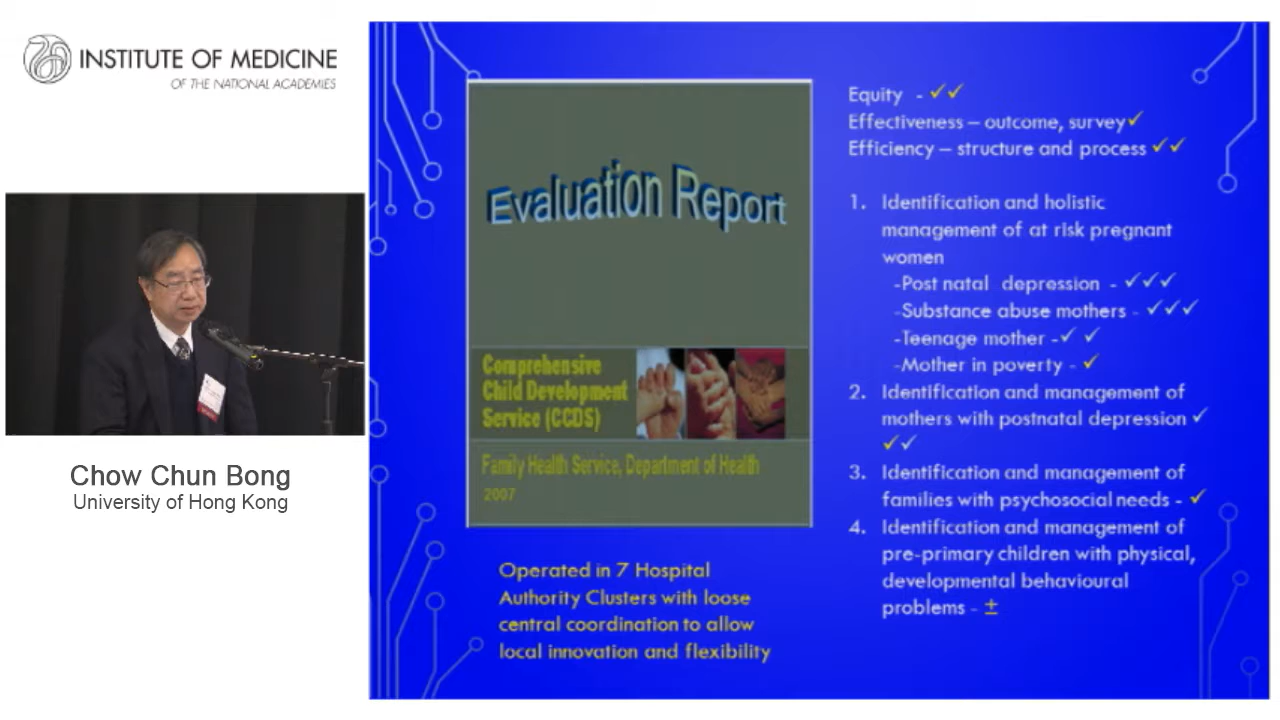 INSTITUTE OF MEDICINE
OF THE NATIONAL ACADEMIES
Chow Chun Bong
University of Hong Kong
Evaluation Report
Comprehensive
Child Development
Service (CCDS)
Family Health Service, Department of Health
2007
Operated in 7 Hospital
Authority Clusters with loose
central coordination to allow
local innovation and flexibility
Equity - ✓✓
Effectiveness – outcome, survey✓
Efficiency – structure and process ✓✓
1. Identification and holistic
management of at risk pregnant
women
-Post natal depression - ✓✓✓
-Substance abuse mothers - ✓✓✓
-Teenage mother -✓ ✓
-Mother in poverty - ✓
2. Identification and management of
mothers with postnatal depression ✓
✓✓
3. Identification and management of
families with psychosocial needs - ✓
4. Identification and management of
pre-primary children with physical,
developmental behavioural
problems - ±